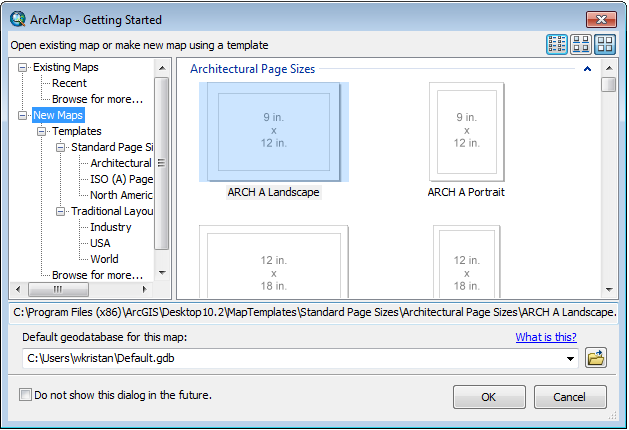 ArcMap - Getting Started
Open existing map or make new map using a template
Existing Maps
Recent
Browse for more...
New Maps
Templates
Standard Page Si
Architectural
ISO (A) Page
North Americ
Traditional Layou
Industry
USA
World
Browse for more...
Architectural Page Sizes
9 in.
x
12 in.
ARCH A Landscape
9 in.
x
12 in.
ARCH A Portrait
12 in.
x
18 in.
12 in.
x
18 in.
C:\Program Files (x86)\ArcGIS\Desktop10.2\MapTemplates\Standard Page Sizes\Architectural Page Sizes\ARCH A Landscape.
Default geodatabase for this map:
What is this?
C:\Users\wkristan\Default.gdb
Do not show this dialog in the future.
OK
Cancel